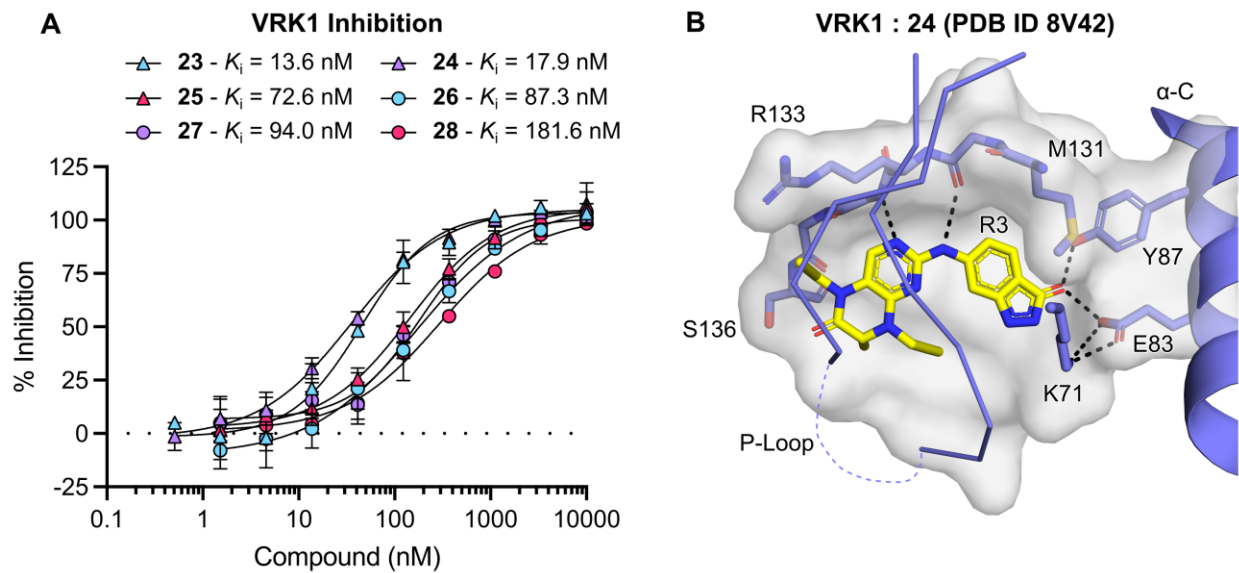 A
VRK1 Inhibition
23 - Ki = 13.6 nM
24 - Ki = 17.9 nM
25 - Ki = 72.6 nM
26 - Ki = 87.3 nM
27 - Ki = 94.0 nM
28 - Ki = 181.6 nM
% Inhibition
125
100
75
50
25
0
-25
0.1 1 10 100 1000 10000
Compound (nM)
B
VRK1 : 24 (PDB ID 8V42)
α-C
R133
M131
R3
Y87
S136
E83
K71
P-Loop